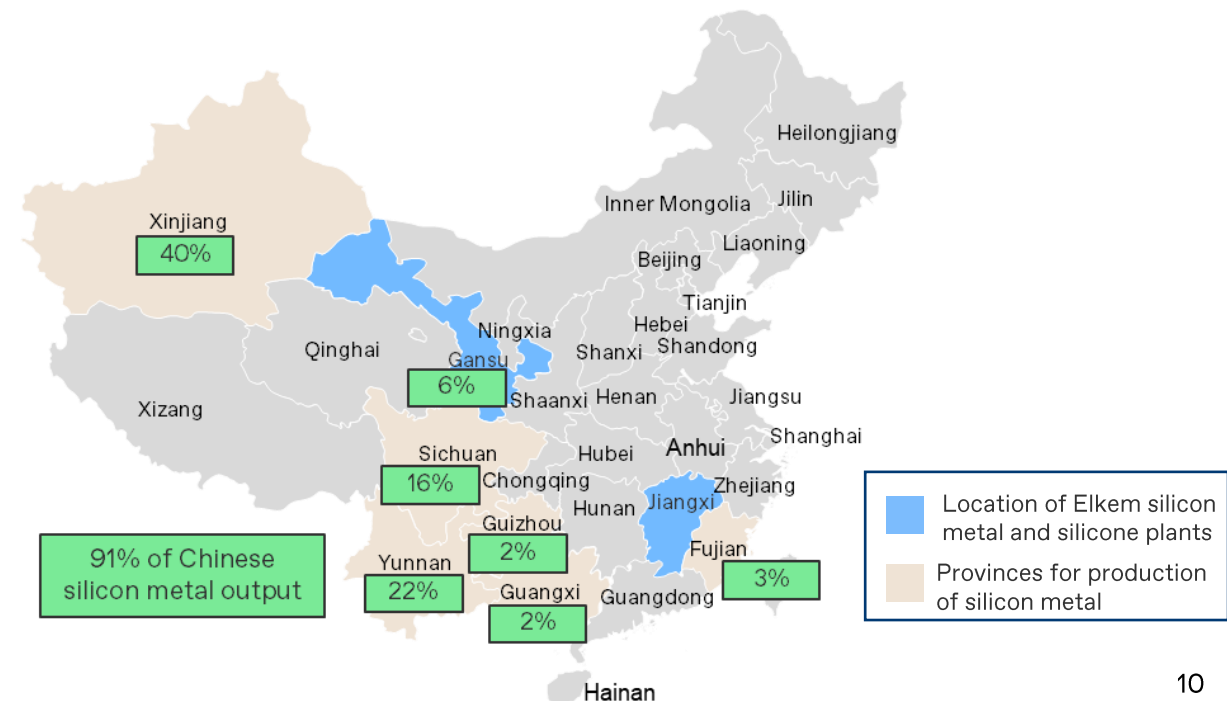 Heilongjiang
Inner Mongolia
Jilin
Xinjiang
40%
Liaoning
Beijing
Tianjin
Ningxia
Hebei
Shandong
Qinghai
Shanxi
Gansu
6%
Shaanxi
Henan
Jiangsu
Xizang
Shanghai
Anhui
Sichuan
16%
Hubei
Chongqing
Zhejiang
Jiangxi
Hunan
Guizhou
2%
Fujian
3%
Yunnan
22%
Guangxi
2%
Guangdong
91% of Chinese
silicon metal output
Location of Elkem silicon
metal and silicone plants
Provinces for production
of silicon metal
Hainan
10